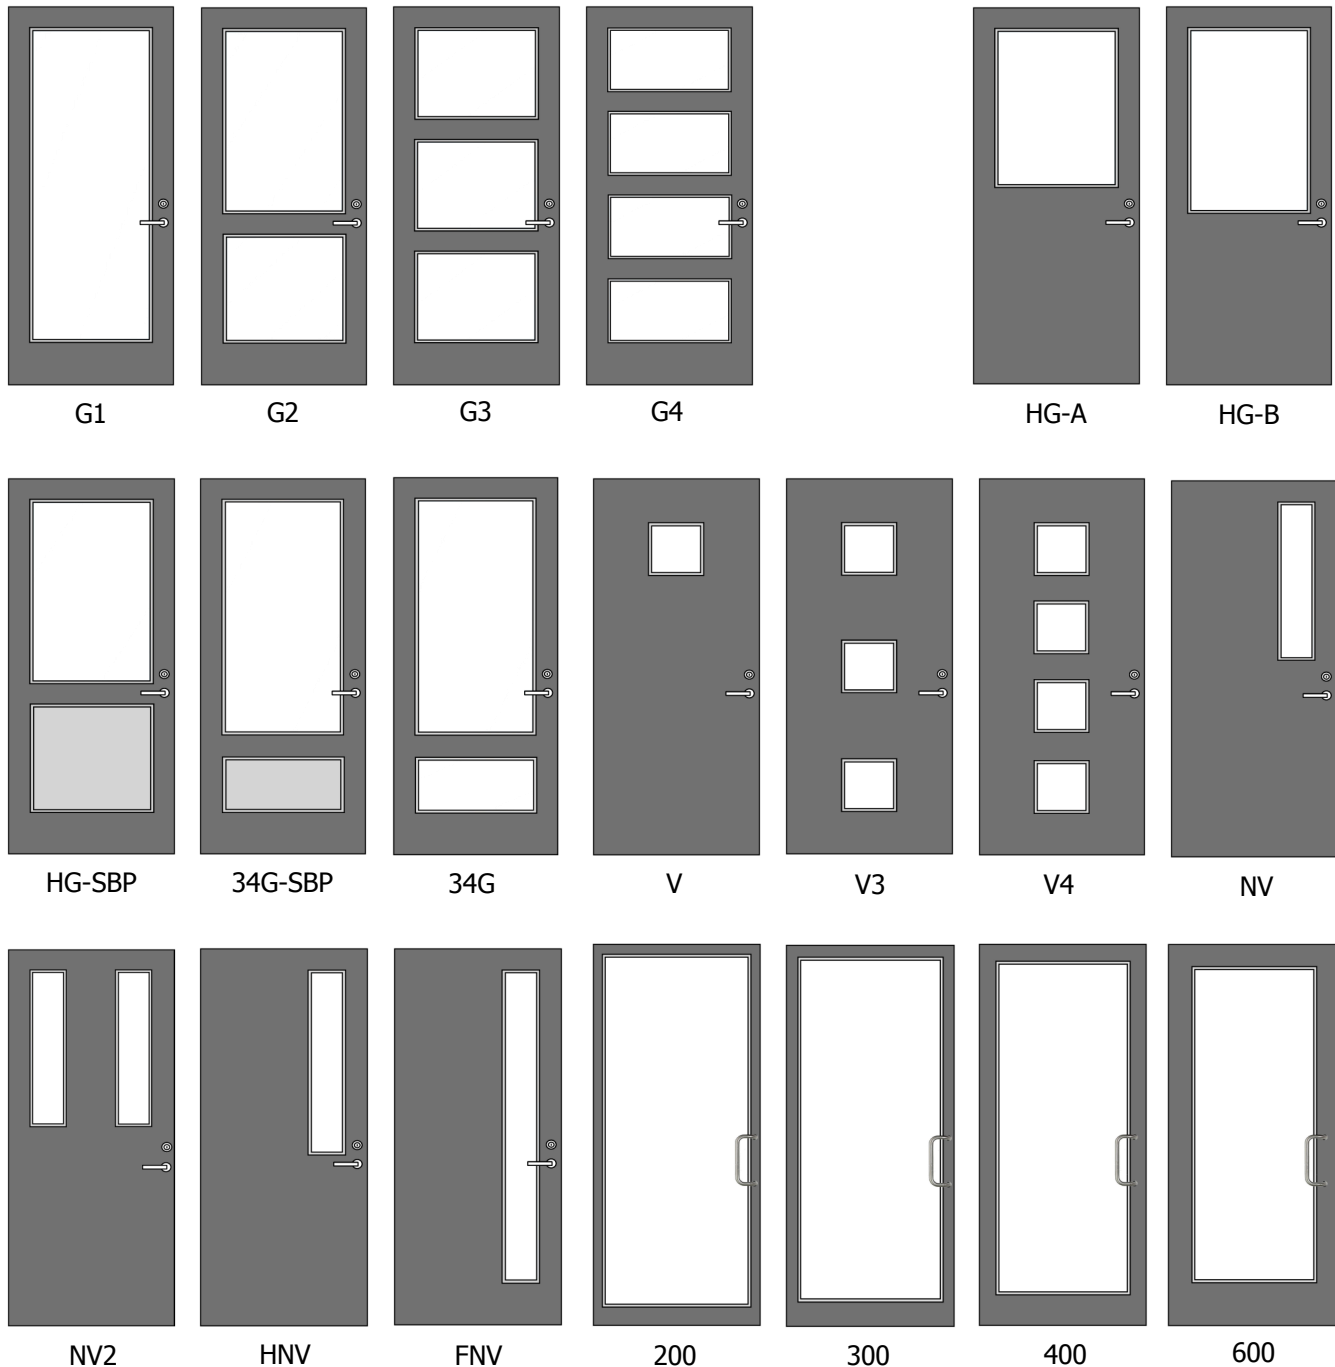 G1 G2 G3 G4 HG-A HG-B
HG-SBP 34G-SBP 34G V V3 V4 NV
NV2 HNV FNV 200 300 400 600